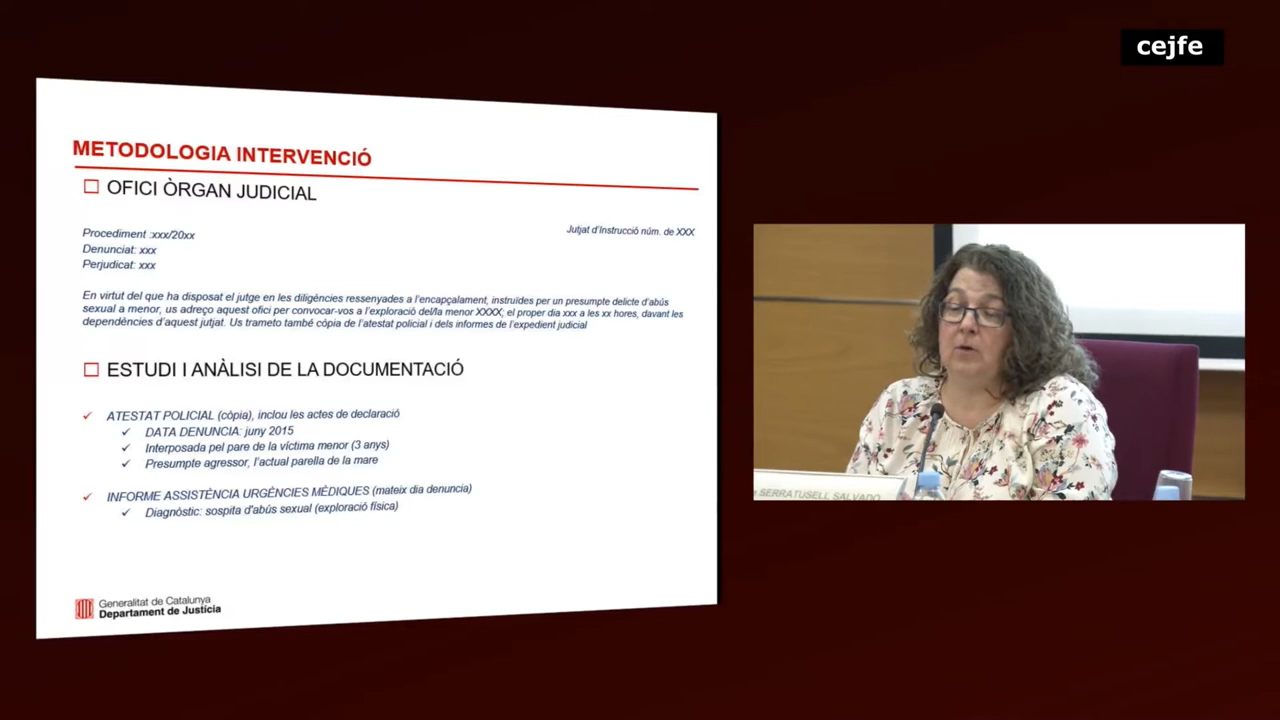 cejfe
METODOLOGIA INTERVENCIÓ
OFICI ÒRGAN JUDICIAL
Procediment :xxx/20xx
Jutjat d'Instrucció núm. de XXX
Denunciat: xxx
Perjudicat: xxx
En virtut del que ha disposat el jutge en les diligències ressenyades a l'encapçalament, instruïdes per un presumpte delicte d'abús
sexual a menor, us adreço aquest ofici per convocar-vos a l'exploració del/la menor XXXX; el proper dia xxx a les xx hores, davant les
dependències d'aquest jutjat. Us trameto també còpia de l'atestat policial i dels informes de l'expedient judicial
ESTUDI I ANÀLISI DE LA DOCUMENTACIÓ
ATESTAT POLICIAL (còpia), inclou les actes de declaració
DATA DENUNCIA: juny 2015
Interposada pel pare de la víctima menor (3 anys)
Presumpte agressor, l'actual parella de la mare
INFORME ASSISTÈNCIA URGÈNCIES MÈDIQUES (mateix dia denuncia)
Diagnòstic: sospita d'abús sexual (exploració física)
Generalitat de Catalunya
Departament de Justícia
SERRATUSELL SALVADÓ